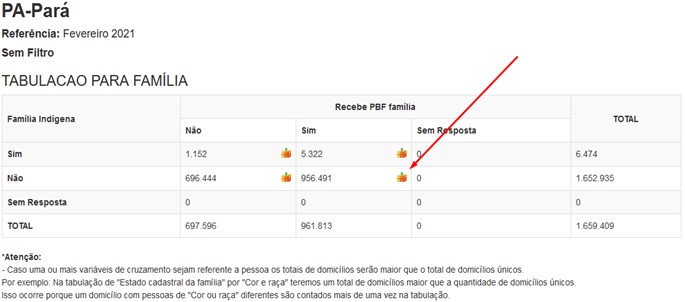 PA-Pará
Referência: Fevereiro 2021
Sem Filtro
TABULACAO PARA FAMÍLIA
Família Indígena Recebe PBF família TOTAL
Não Sim Sem Resposta
Sim 1.152 5.322 0 6.474
Não 696.444 956.491 0 1.652.935
Sem Resposta 0 0 0 0
TOTAL 697.596 961.813 0 1.659.409
*Atenção:
- Caso uma ou mais variáveis de cruzamento sejam referente a pessoa os totais de domicílios serão maior que o total de domicílios únicos.
Por exemplo: Na tabulação de "Estado cadastral da família" por "Cor e raça" teremos um total de domicílios maior que a quantidade de domicílios únicos.
Isso ocorre porque um domicílio com pessoas de "Cor ou raça" diferentes são contados mais de uma vez na tabulação.